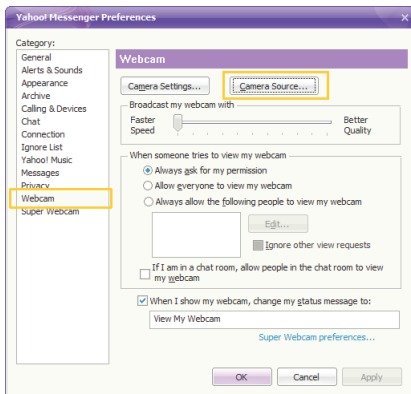 Yahoo! Messenger Preferences
Category:
General
Alerts & Sounds
Appearance
Archive
Calling & Devices
Chat
Connection
Ignore List
Yahoo! Music
Messages
Privacy
Webcam
Super Webcam
Webcam
Camera Settings...
Camera Source...
Broadcast my webcam with
Faster Better
Speed Quality
When someone tries to view my webcam
Always ask for my permission
Allow everyone to view my webcam
Always allow the following people to view my webcam
Edit...
Ignore other view requests
If I am in a chat room, allow people in the chat room to view
my webcam
When I show my webcam, change my status message to:
View My Webcam
Super Webcam preferences...
OK Cancel Apply